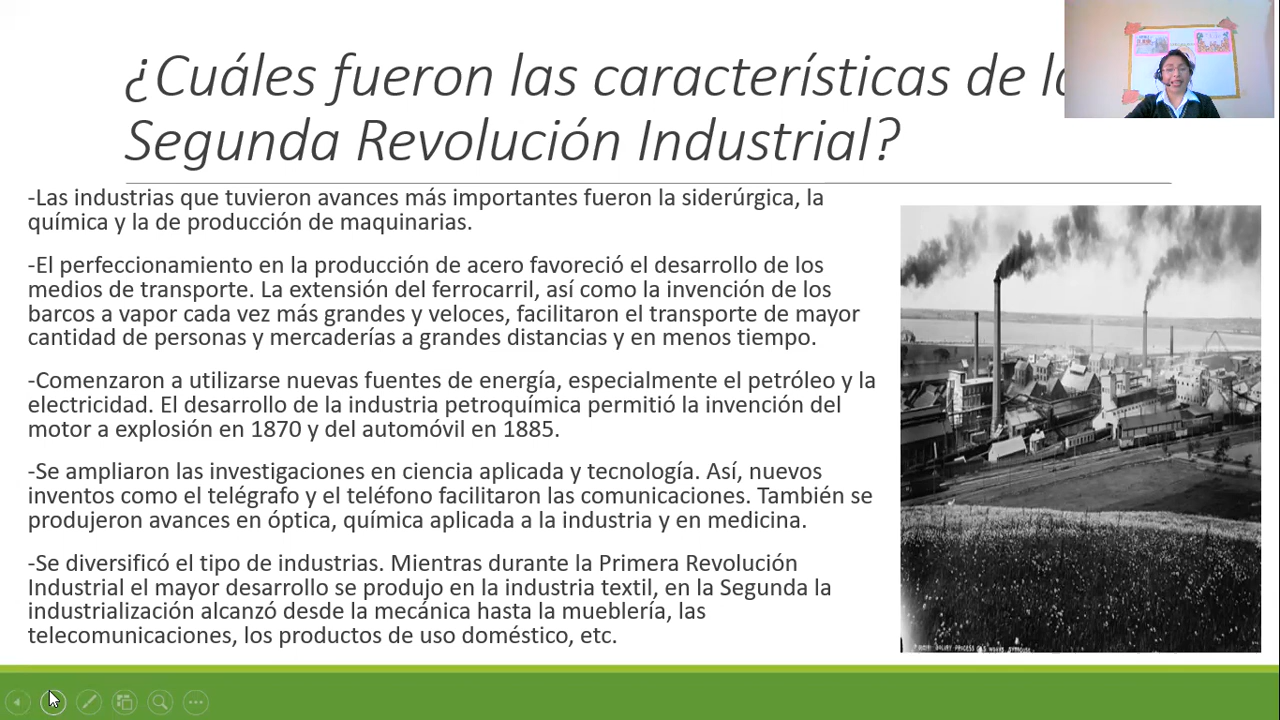 ¿Cuáles fueron las características de la
Segunda Revolución Industrial?
-Las industrias que tuvieron avances más importantes fueron la siderúrgica, la
química y la de producción de maquinarias.
-El perfeccionamiento en la producción de acero favoreció el desarrollo de los
medios de transporte. La extensión del ferrocarril, así como la invención de los
barcos a vapor cada vez más grandes y veloces, facilitaron el transporte de mayor
cantidad de personas y mercaderías a grandes distancias y en menos tiempo.
-Comenzaron a utilizarse nuevas fuentes de energía, especialmente el petróleo y la
electricidad. El desarrollo de la industria petroquímica permitió la invención del
motor a explosión en 1870 y del automóvil en 1885.
-Se ampliaron las investigaciones en ciencia aplicada y tecnología. Así, nuevos
inventos como el telégrafo y el teléfono facilitaron las comunicaciones. También se
produjeron avances en óptica, química aplicada a la industria y en medicina.
-Se diversificó el tipo de industrias. Mientras durante la Primera Revolución
Industrial el mayor desarrollo se produjo en la industria textil, en la Segunda la
industrialización alcanzó desde la mecánica hasta la mueblería, las
telecomunicaciones, los productos de uso doméstico, etc.